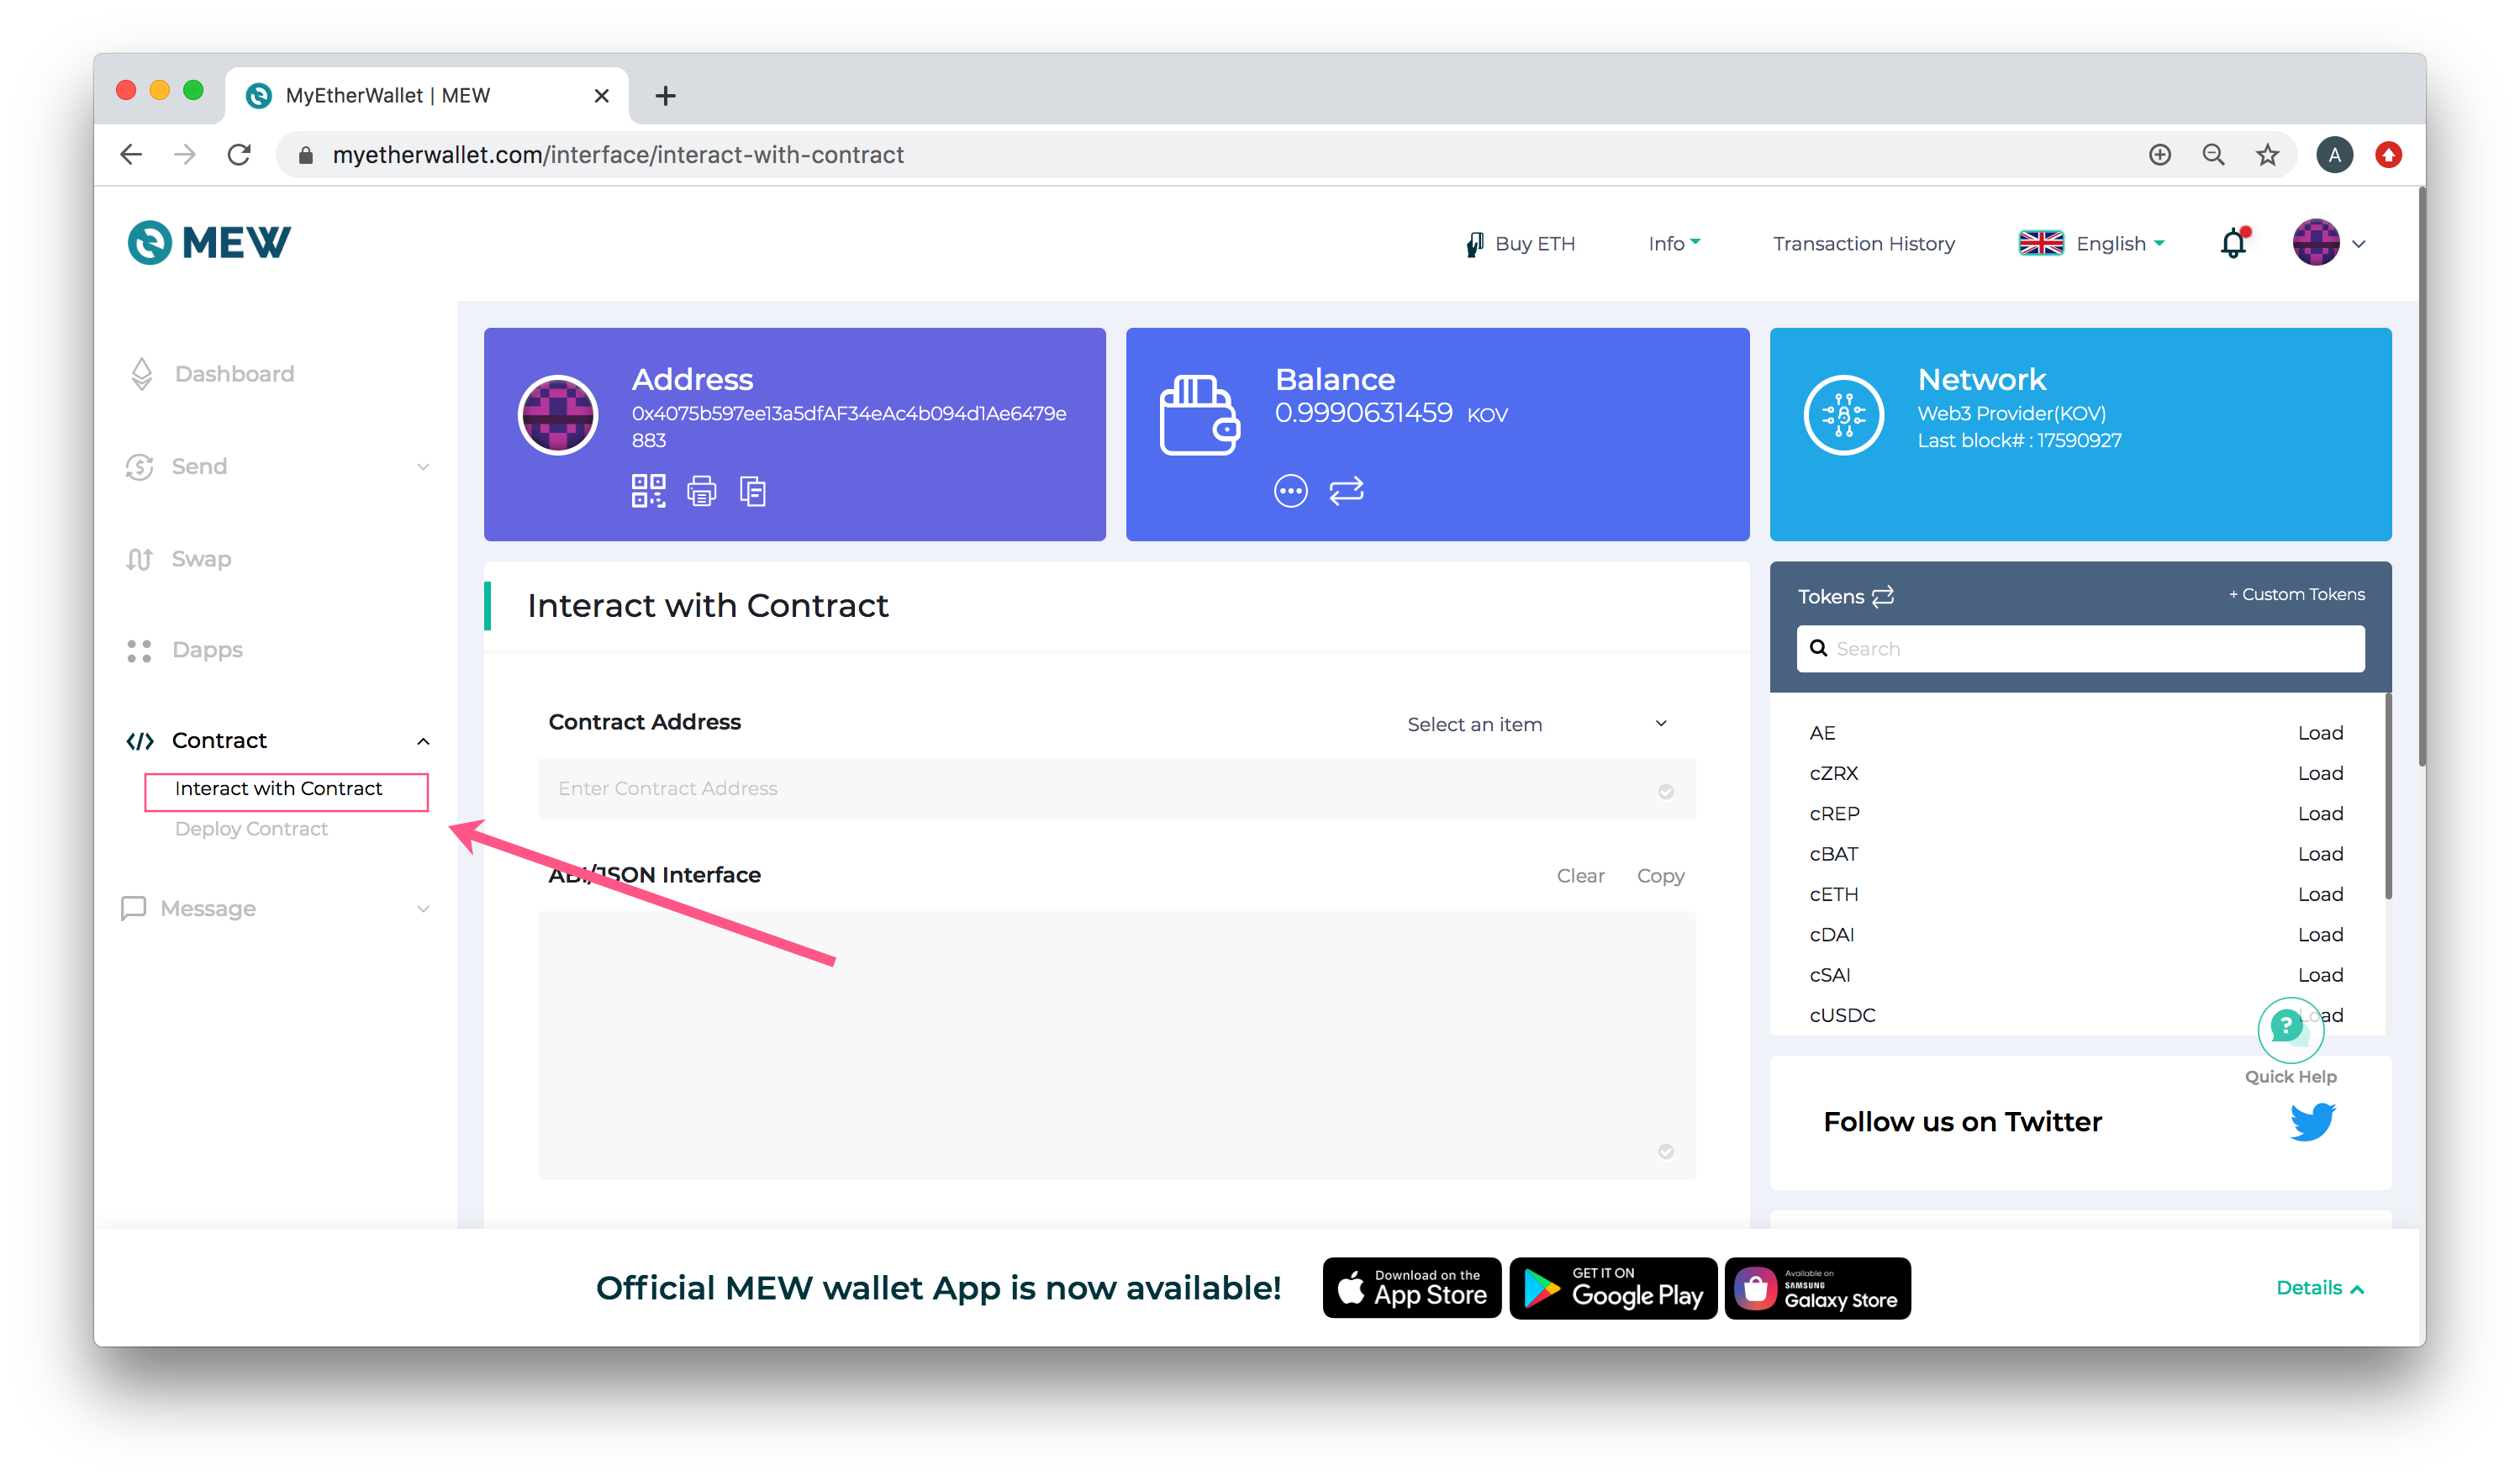 MyEtherWallet | MEW
myetherwallet.com/interface/interact-with-contract
A
MEW
Buy ETH
Info
Transaction History
English
Dashboard
Send
Swap
Dapps
Contract
Interact with Contract
Deploy Contract
Message
Address
0x4075b597ee13a5dfAF34eAc4b094d1Ae6479e
883
Balance
0.9990631459 KOV
Network
Web3 Provider(KOV)
Last block# : 17590927
Interact with Contract
Contract Address
Select an item
Enter Contract Address
ABI/JSON Interface
Clear
Copy
Tokens
+ Custom Tokens
Search
AE Load
cZRX Load
cREP Load
cBAT Load
cETH Load
cDAI Load
cSAI Load
cUSDC Load
?
Quick Help
Follow us on Twitter
Official MEW wallet App is now available!
Download on the
App Store
GET IT ON
Google Play
Available on
SAMSUNG
Galaxy Store
Details